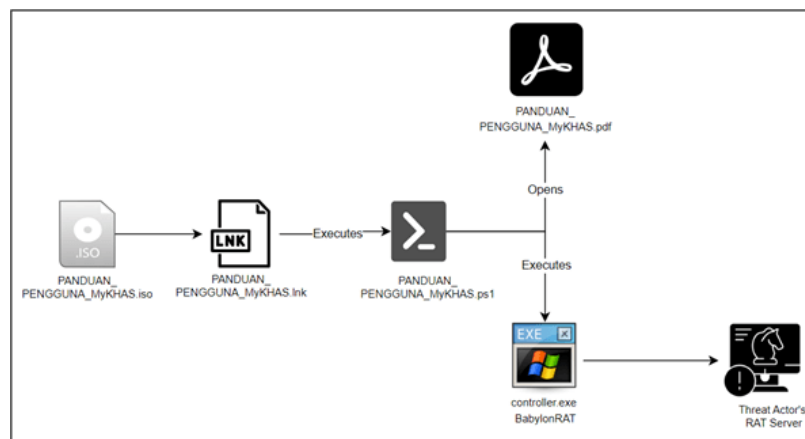 PANDUAN_
PENGGUNA_MyKHAS.pdf
Opens
.ISO
LNK
Executes
PANDUAN_
PENGGUNA_MyKHAS.iso
PANDUAN_
PENGGUNA_MyKHAS.lnk
PANDUAN_
PENGGUNA_MyKHAS.ps1
Executes
EXE
controller.exe
BabylonRAT
Threat Actor's
RAT Server